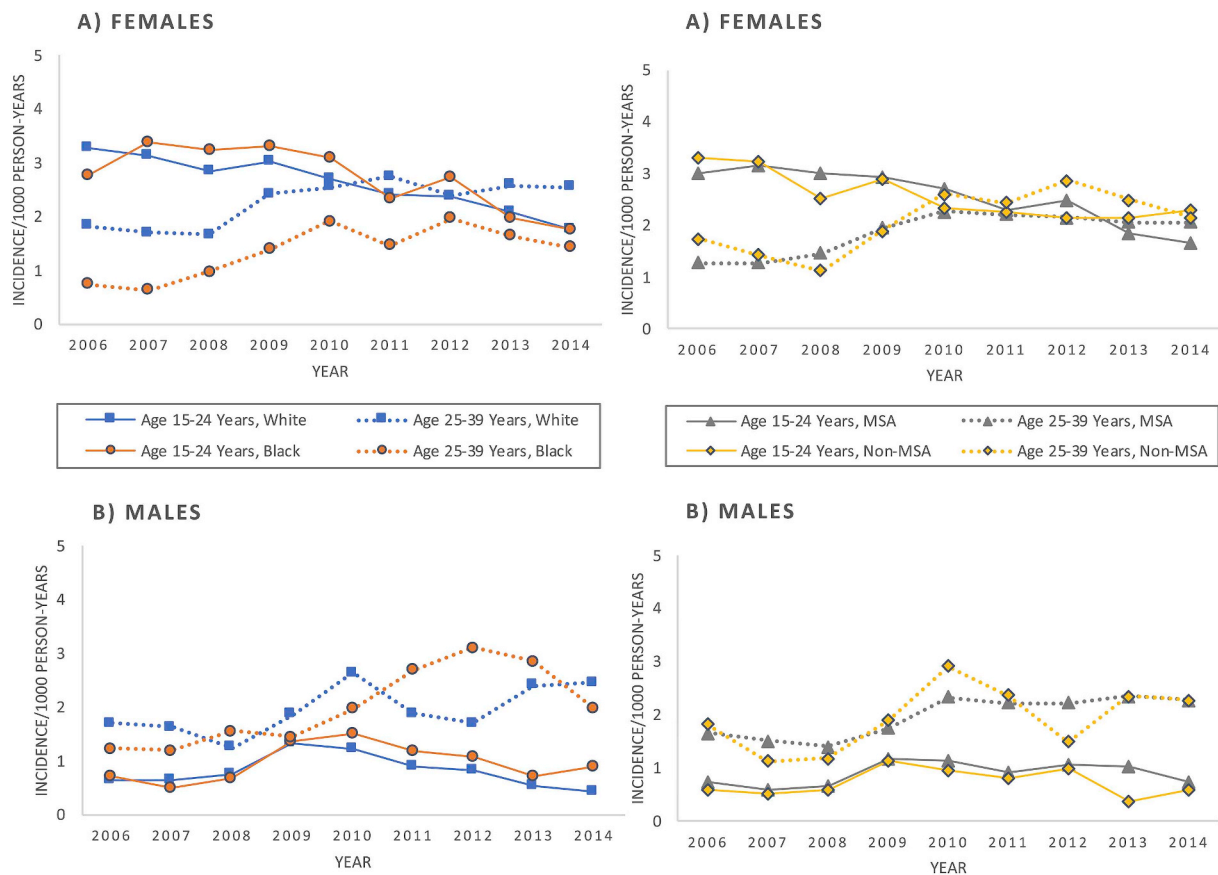 A) FEMALES
INCIDENCE/1000 PERSON-YEARS
5
4
3
2
1
0
2006 2007 2008 2009 2010 2011 2012 2013 2014
YEAR
Age 15-24 Years, White Age 25-39 Years, White
Age 15-24 Years, Black Age 25-39 Years, Black
B) MALES
INCIDENCE/1000 PERSON-YEARS
5
4
3
2
1
0
2006 2007 2008 2009 2010 2011 2012 2013 2014
YEAR
A) FEMALES
INCIDENCE/1000 PERSON-YEARS
5
4
3
2
1
0
2006 2007 2008 2009 2010 2011 2012 2013 2014
YEAR
Age 15-24 Years, MSA Age 25-39 Years, MSA
Age 15-24 Years, Non-MSA Age 25-39 Years, Non-MSA
B) MALES
INCIDENCE/1000 PERSON-YEARS
5
4
3
2
1
0
2006 2007 2008 2009 2010 2011 2012 2013 2014
YEAR